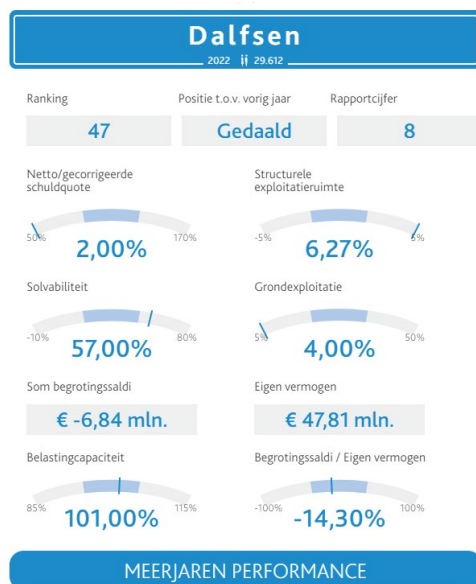 Dalfsen
2022 29.612
Ranking
Positie t.o.v. vorig jaar
Rapportcijfer
47
Gedaald
8
Netto/gecorrigeerde
schuldquote
50%
170%
2,00%
Structurele
exploitatieruimte
-5%
5%
6,27%
Solvabiliteit
-10%
80%
57,00%
Grondexploitatie
5%
50%
4,00%
Som begrotingssaldi
€ -6,84 mln.
Eigen vermogen
€ 47,81 mln.
Belastingcapaciteit
85%
115%
101,00%
Begrotingssaldi / Eigen vermogen
-100%
100%
-14,30%
MEERJAREN PERFORMANCE